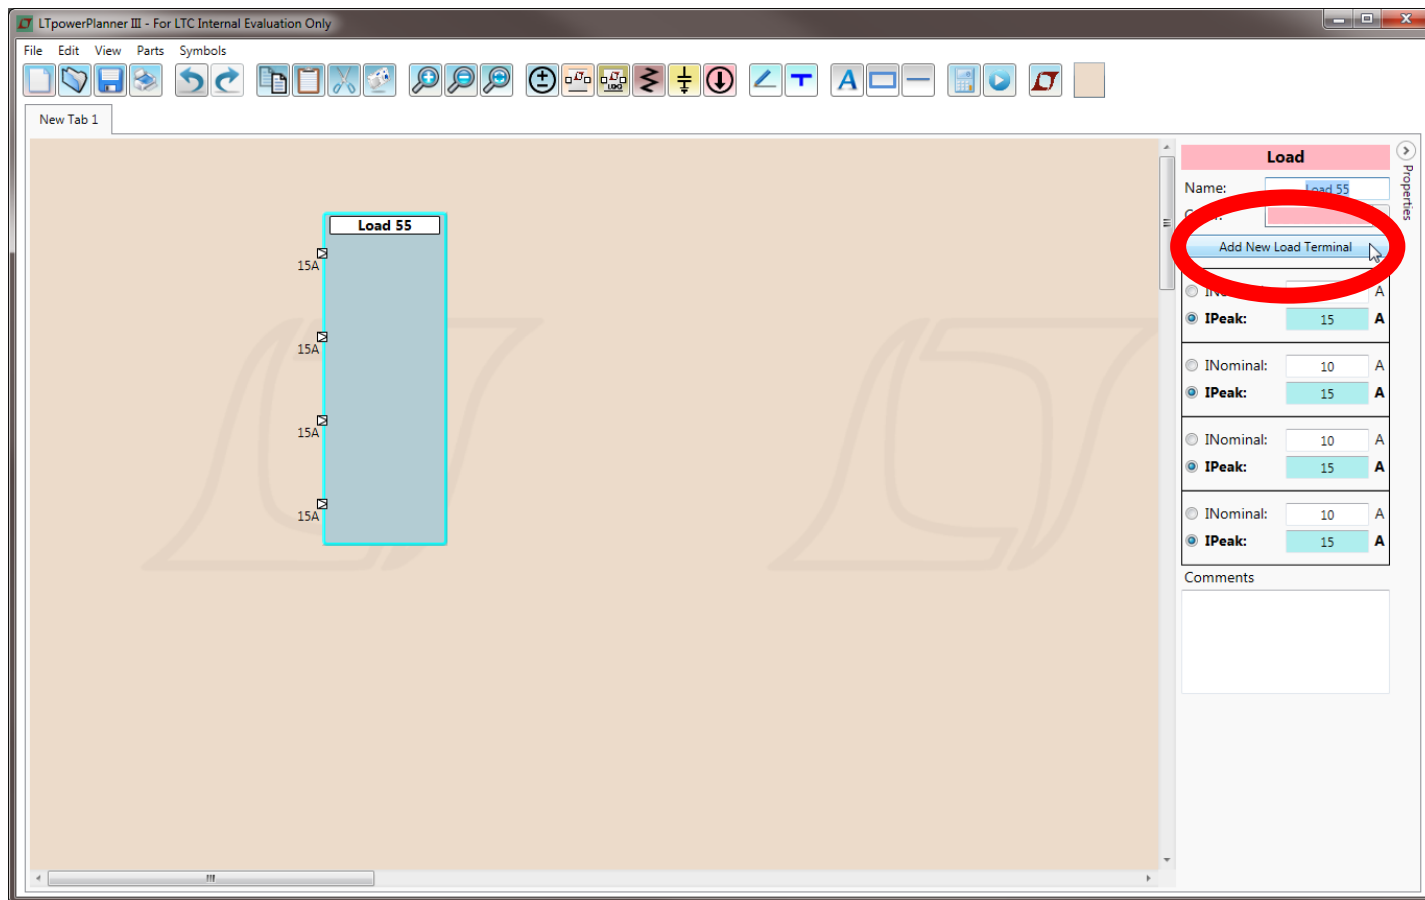 LTpowerPlanner III - For LTC Internal Evaluation Only
File Edit View Parts Symbols
LOG
A
New Tab 1
Load
Properties
Name: Load 55
Load 55
Add New Load Terminal
15A
A
IPeak: 15 A
15A
INominal: 10 A
IPeak: 15 A
15A
INominal: 10 A
IPeak: 15 A
15A
INominal: 10 A
IPeak: 15 A
Comments